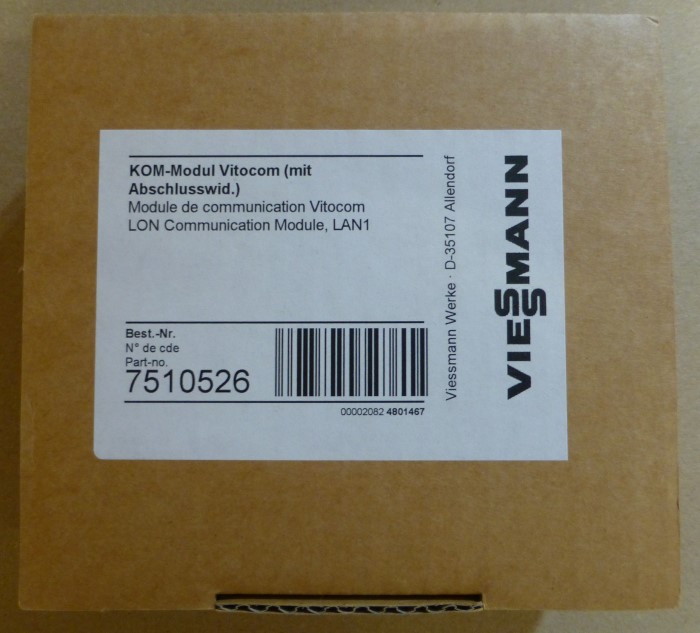 KOM-Modul Vitocom (mit
Abschlusswid.)
Module de communication Vitocom
LON Communication Module, LAN1
Best.-Nr.
N° de cde
Part-no.
7510526
00002082 4801467
Viessmann Werke · D-35107 Allendorf
VIESSMANN